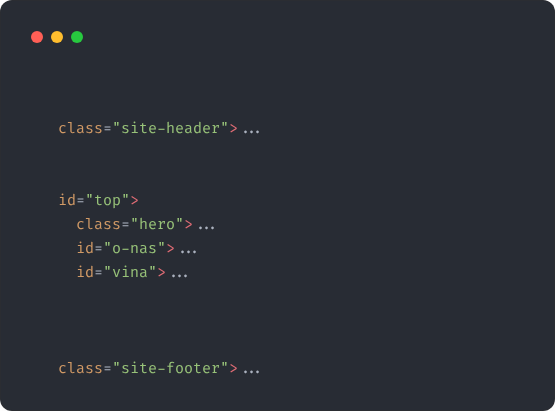 class="site-header">...
id="top">
class="hero">...
id="o-nas">...
id="vina">...
class="site-footer">...